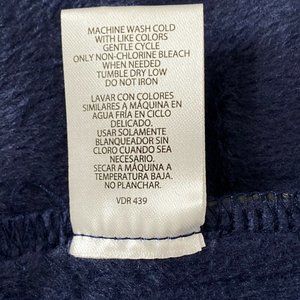 MACHINE WASH COLD
WITH LIKE COLORS
GENTLE CYCLE
ONLY NON-CHLORINE BLEACH
WHEN NEEDED
TUMBLE DRY LOW
DO NOT IRON
LAVAR CON COLORES
SIMILARES A MÁQUINA EN
AGUA FRÍA EN CICLO
DELICADO.
USAR SOLAMENTE
BLANQUEADOR SIN
CLORO CUANDO SEA
NECESARIO.
SECAR A MÁQUINA A
TEMPERATURA BAJA.
NO PLANCHAR.
VDR 439